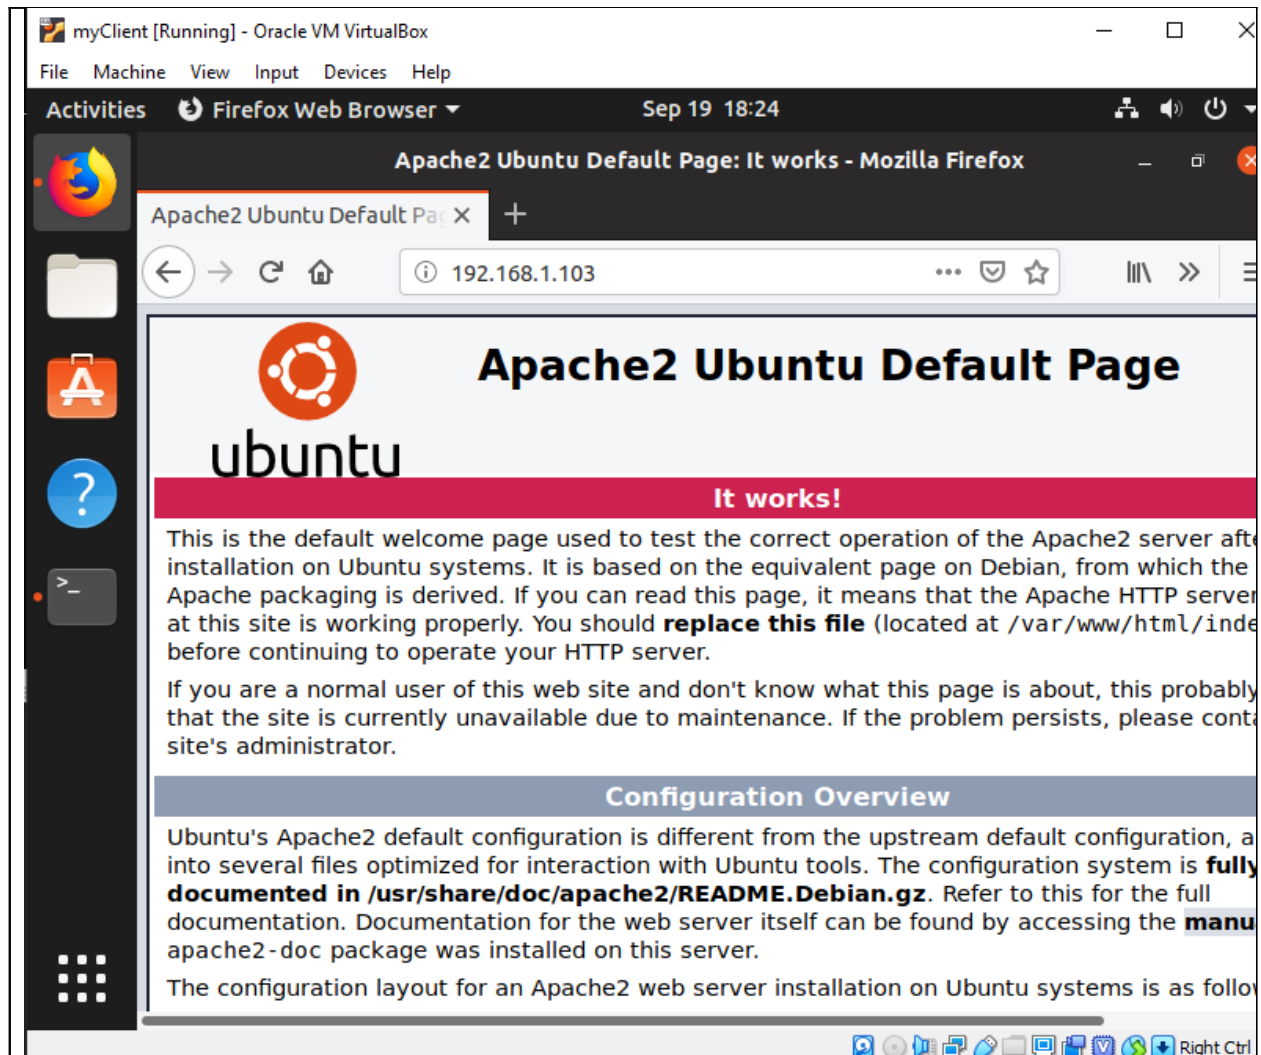 myClient [Running] - Oracle VM VirtualBox
File Machine View Input Devices Help
Activities Firefox Web Browser Sep 19 18:24
Apache2 Ubuntu Default Page: It works - Mozilla Firefox
Apache2 Ubuntu Default Pa
192.168.1.103
Apache2 Ubuntu Default Page
ubuntu
It works!
This is the default welcome page used to test the correct operation of the Apache2 server afte
installation on Ubuntu systems. It is based on the equivalent page on Debian, from which the
Apache packaging is derived. If you can read this page, it means that the Apache HTTP server
at this site is working properly. You should replace this file (located at /var/www/html/inde
before continuing to operate your HTTP server.
If you are a normal user of this web site and don't know what this page is about, this probably
that the site is currently unavailable due to maintenance. If the problem persists, please conta
site's administrator.
Configuration Overview
Ubuntu's Apache2 default configuration is different from the upstream default configuration, a
into several files optimized for interaction with Ubuntu tools. The configuration system is fully
documented in /usr/share/doc/apache2/README.Debian.gz. Refer to this for the full
documentation. Documentation for the web server itself can be found by accessing the manu
apache2-doc package was installed on this server.
The configuration layout for an Apache2 web server installation on Ubuntu systems is as follo
Right Ctrl